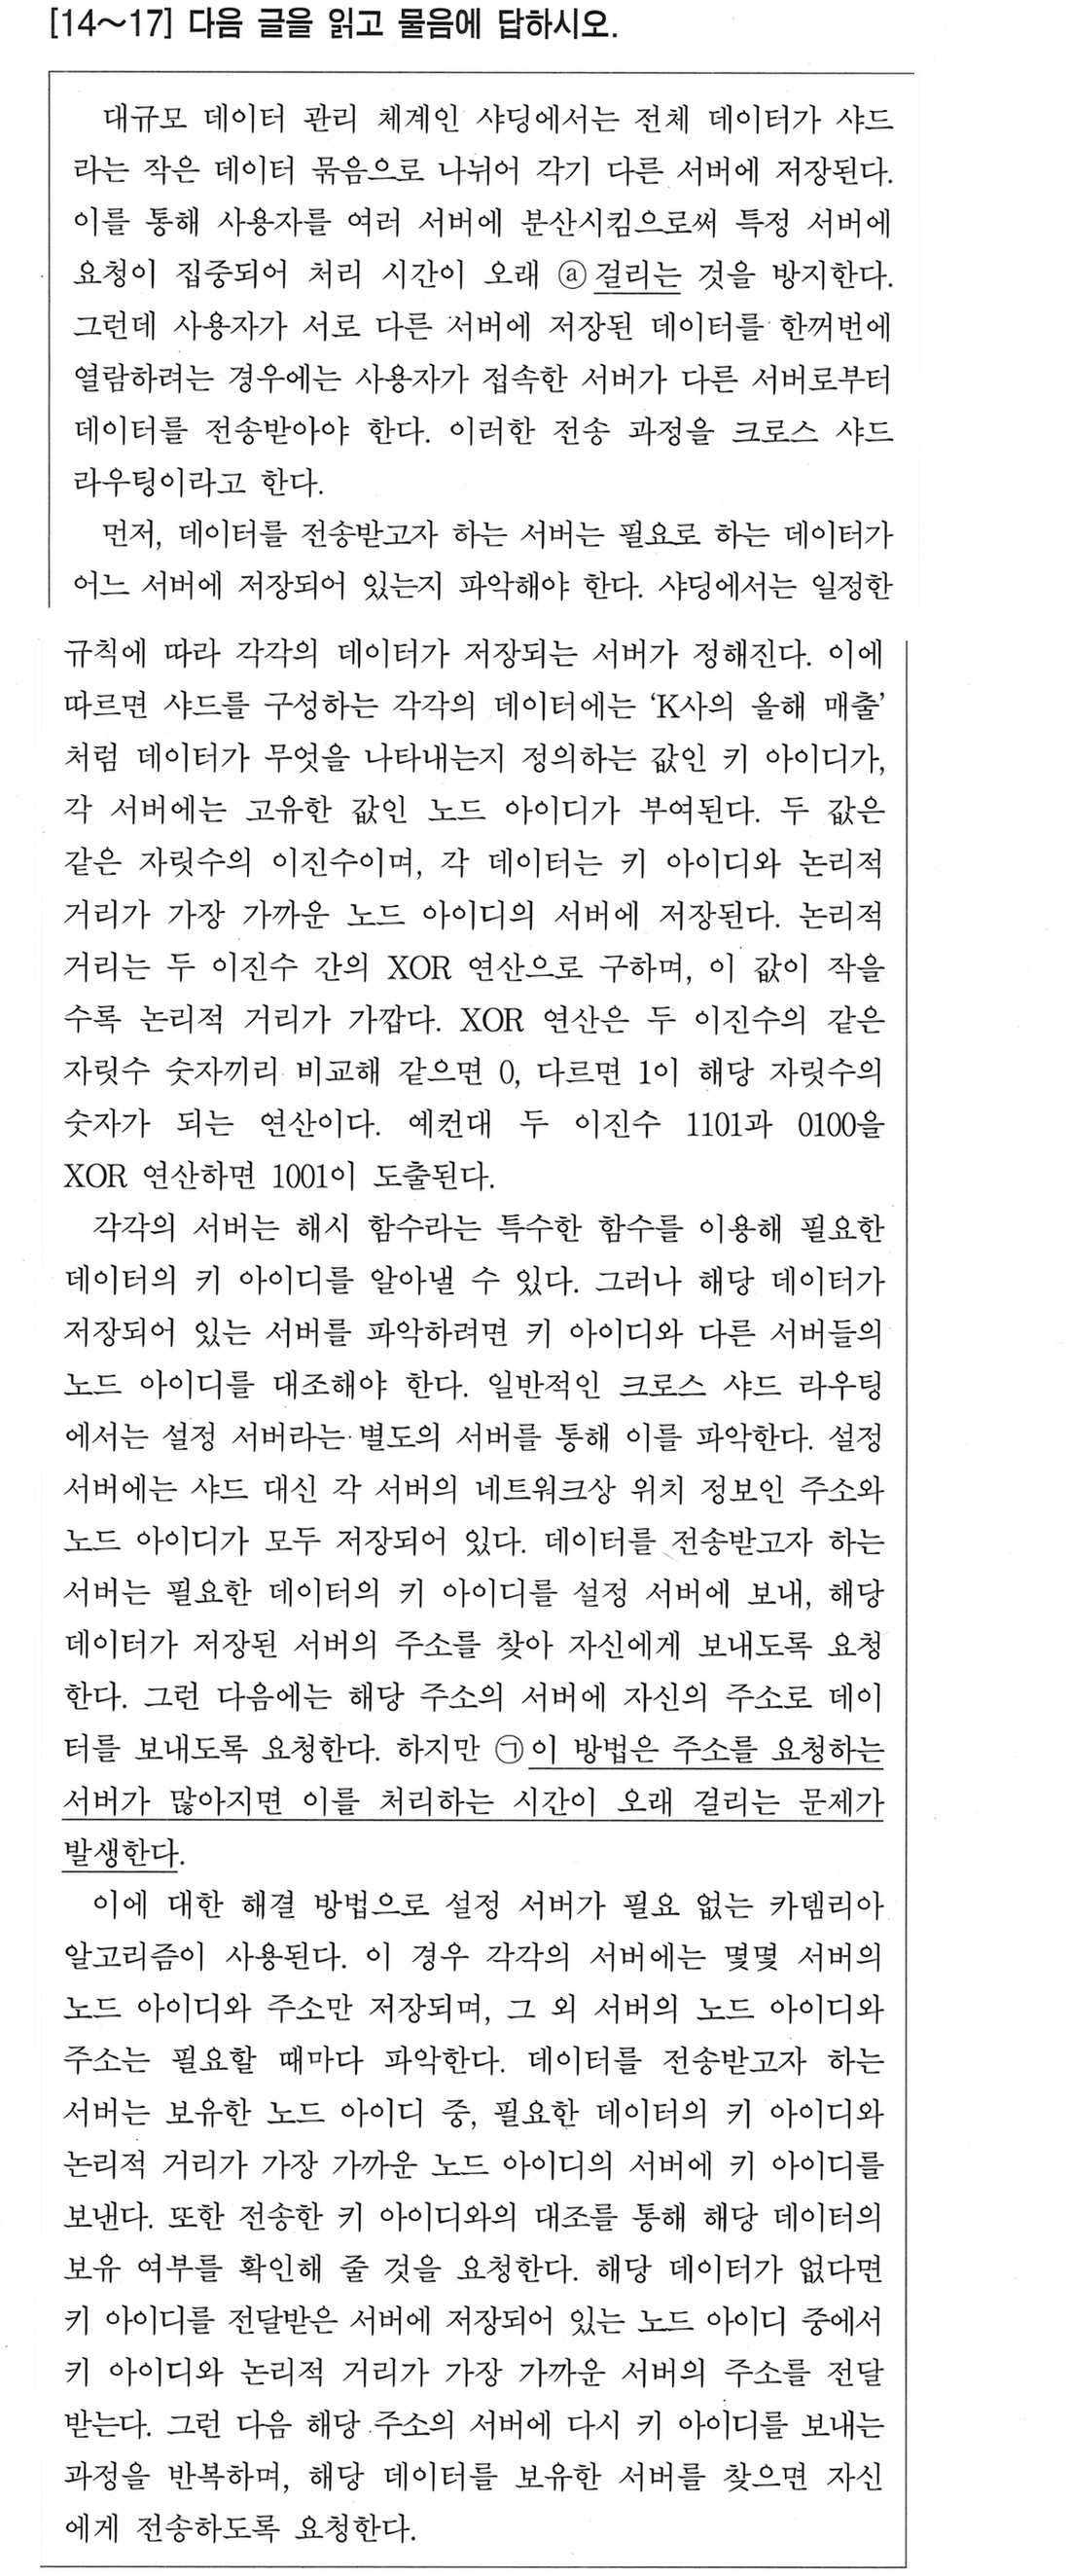 [14～17] 다음 글을 읽고 물음에 답하시오.
대규모 데이터 관리 체계인 샤딩에서는 전체 데이터가 샤드
라는 작은 데이터 묶음으로 나뉘어 각기 다른 서버에 저장된다.
이를 통해 사용자를 여러 서버에 분산시킴으로써 특정 서버에
요청이 집중되어 처리 시간이 오래 ⓐ걸리는 것을 방지한다.
그런데 사용자가 서로 다른 서버에 저장된 데이터를 한꺼번에
열람하려는 경우에는 사용자가 접속한 서버가 다른 서버로부터
데이터를 전송받아야 한다. 이러한 전송 과정을 크로스 샤드
라우팅이라고 한다.
먼저, 데이터를 전송받고자 하는 서버는 필요로 하는 데이터가
어느 서버에 저장되어 있는지 파악해야 한다. 샤딩에서는 일정한
규칙에 따라 각각의 데이터가 저장되는 서버가 정해진다. 이에
따르면 샤드를 구성하는 각각의 데이터에는 ‘K사의 올해 매출’
처럼 데이터가 무엇을 나타내는지 정의하는 값인 키 아이디가,
각 서버에는 고유한 값인 노드 아이디가 부여된다. 두 값은
같은 자릿수의 이진수이며, 각 데이터는 키 아이디와 논리적
거리가 가장 가까운 노드 아이디의 서버에 저장된다. 논리적
거리는 두 이진수 간의 XOR 연산으로 구하며, 이 값이 작을
수록 논리적 거리가 가깝다. XOR 연산은 두 이진수의 같은
자릿수 숫자끼리 비교해 같으면 0, 다르면 1이 해당 자릿수의
숫자가 되는 연산이다. 예컨대 두 이진수 1101과 0100을
XOR 연산하면 1001이 도출된다.
각각의 서버는 해시 함수라는 특수한 함수를 이용해 필요한
데이터의 키 아이디를 알아낼 수 있다. 그러나 해당 데이터가
저장되어 있는 서버를 파악하려면 키 아이디와 다른 서버들의
노드 아이디를 대조해야 한다. 일반적인 크로스 샤드 라우팅
에서는 설정 서버라는 별도의 서버를 통해 이를 파악한다. 설정
서버에는 샤드 대신 각 서버의 네트워크상 위치 정보인 주소와
노드 아이디가 모두 저장되어 있다. 데이터를 전송받고자 하는
서버는 필요한 데이터의 키 아이디를 설정 서버에 보내, 해당
데이터가 저장된 서버의 주소를 찾아 자신에게 보내도록 요청
한다. 그런 다음에는 해당 주소의 서버에 자신의 주소로 데이
터를 보내도록 요청한다. 하지만 ㉠이 방법은 주소를 요청하는
서버가 많아지면 이를 처리하는 시간이 오래 걸리는 문제가
발생한다.
이에 대한 해결 방법으로 설정 서버가 필요 없는 카뎀리아
알고리즘이 사용된다. 이 경우 각각의 서버에는 몇몇 서버의
노드 아이디와 주소만 저장되며, 그 외 서버의 노드 아이디와
주소는 필요할 때마다 파악한다. 데이터를 전송받고자 하는
서버는 보유한 노드 아이디 중, 필요한 데이터의 키 아이디와
논리적 거리가 가장 가까운 노드 아이디의 서버에 키 아이디를
보낸다. 또한 전송한 키 아이디와의 대조를 통해 해당 데이터의
보유 여부를 확인해 줄 것을 요청한다. 해당 데이터가 없다면
키 아이디를 전달받은 서버에 저장되어 있는 노드 아이디 중에서
키 아이디와 논리적 거리가 가장 가까운 서버의 주소를 전달
받는다. 그런 다음 해당 주소의 서버에 다시 키 아이디를 보내는
과정을 반복하며, 해당 데이터를 보유한 서버를 찾으면 자신
에게 전송하도록 요청한다.